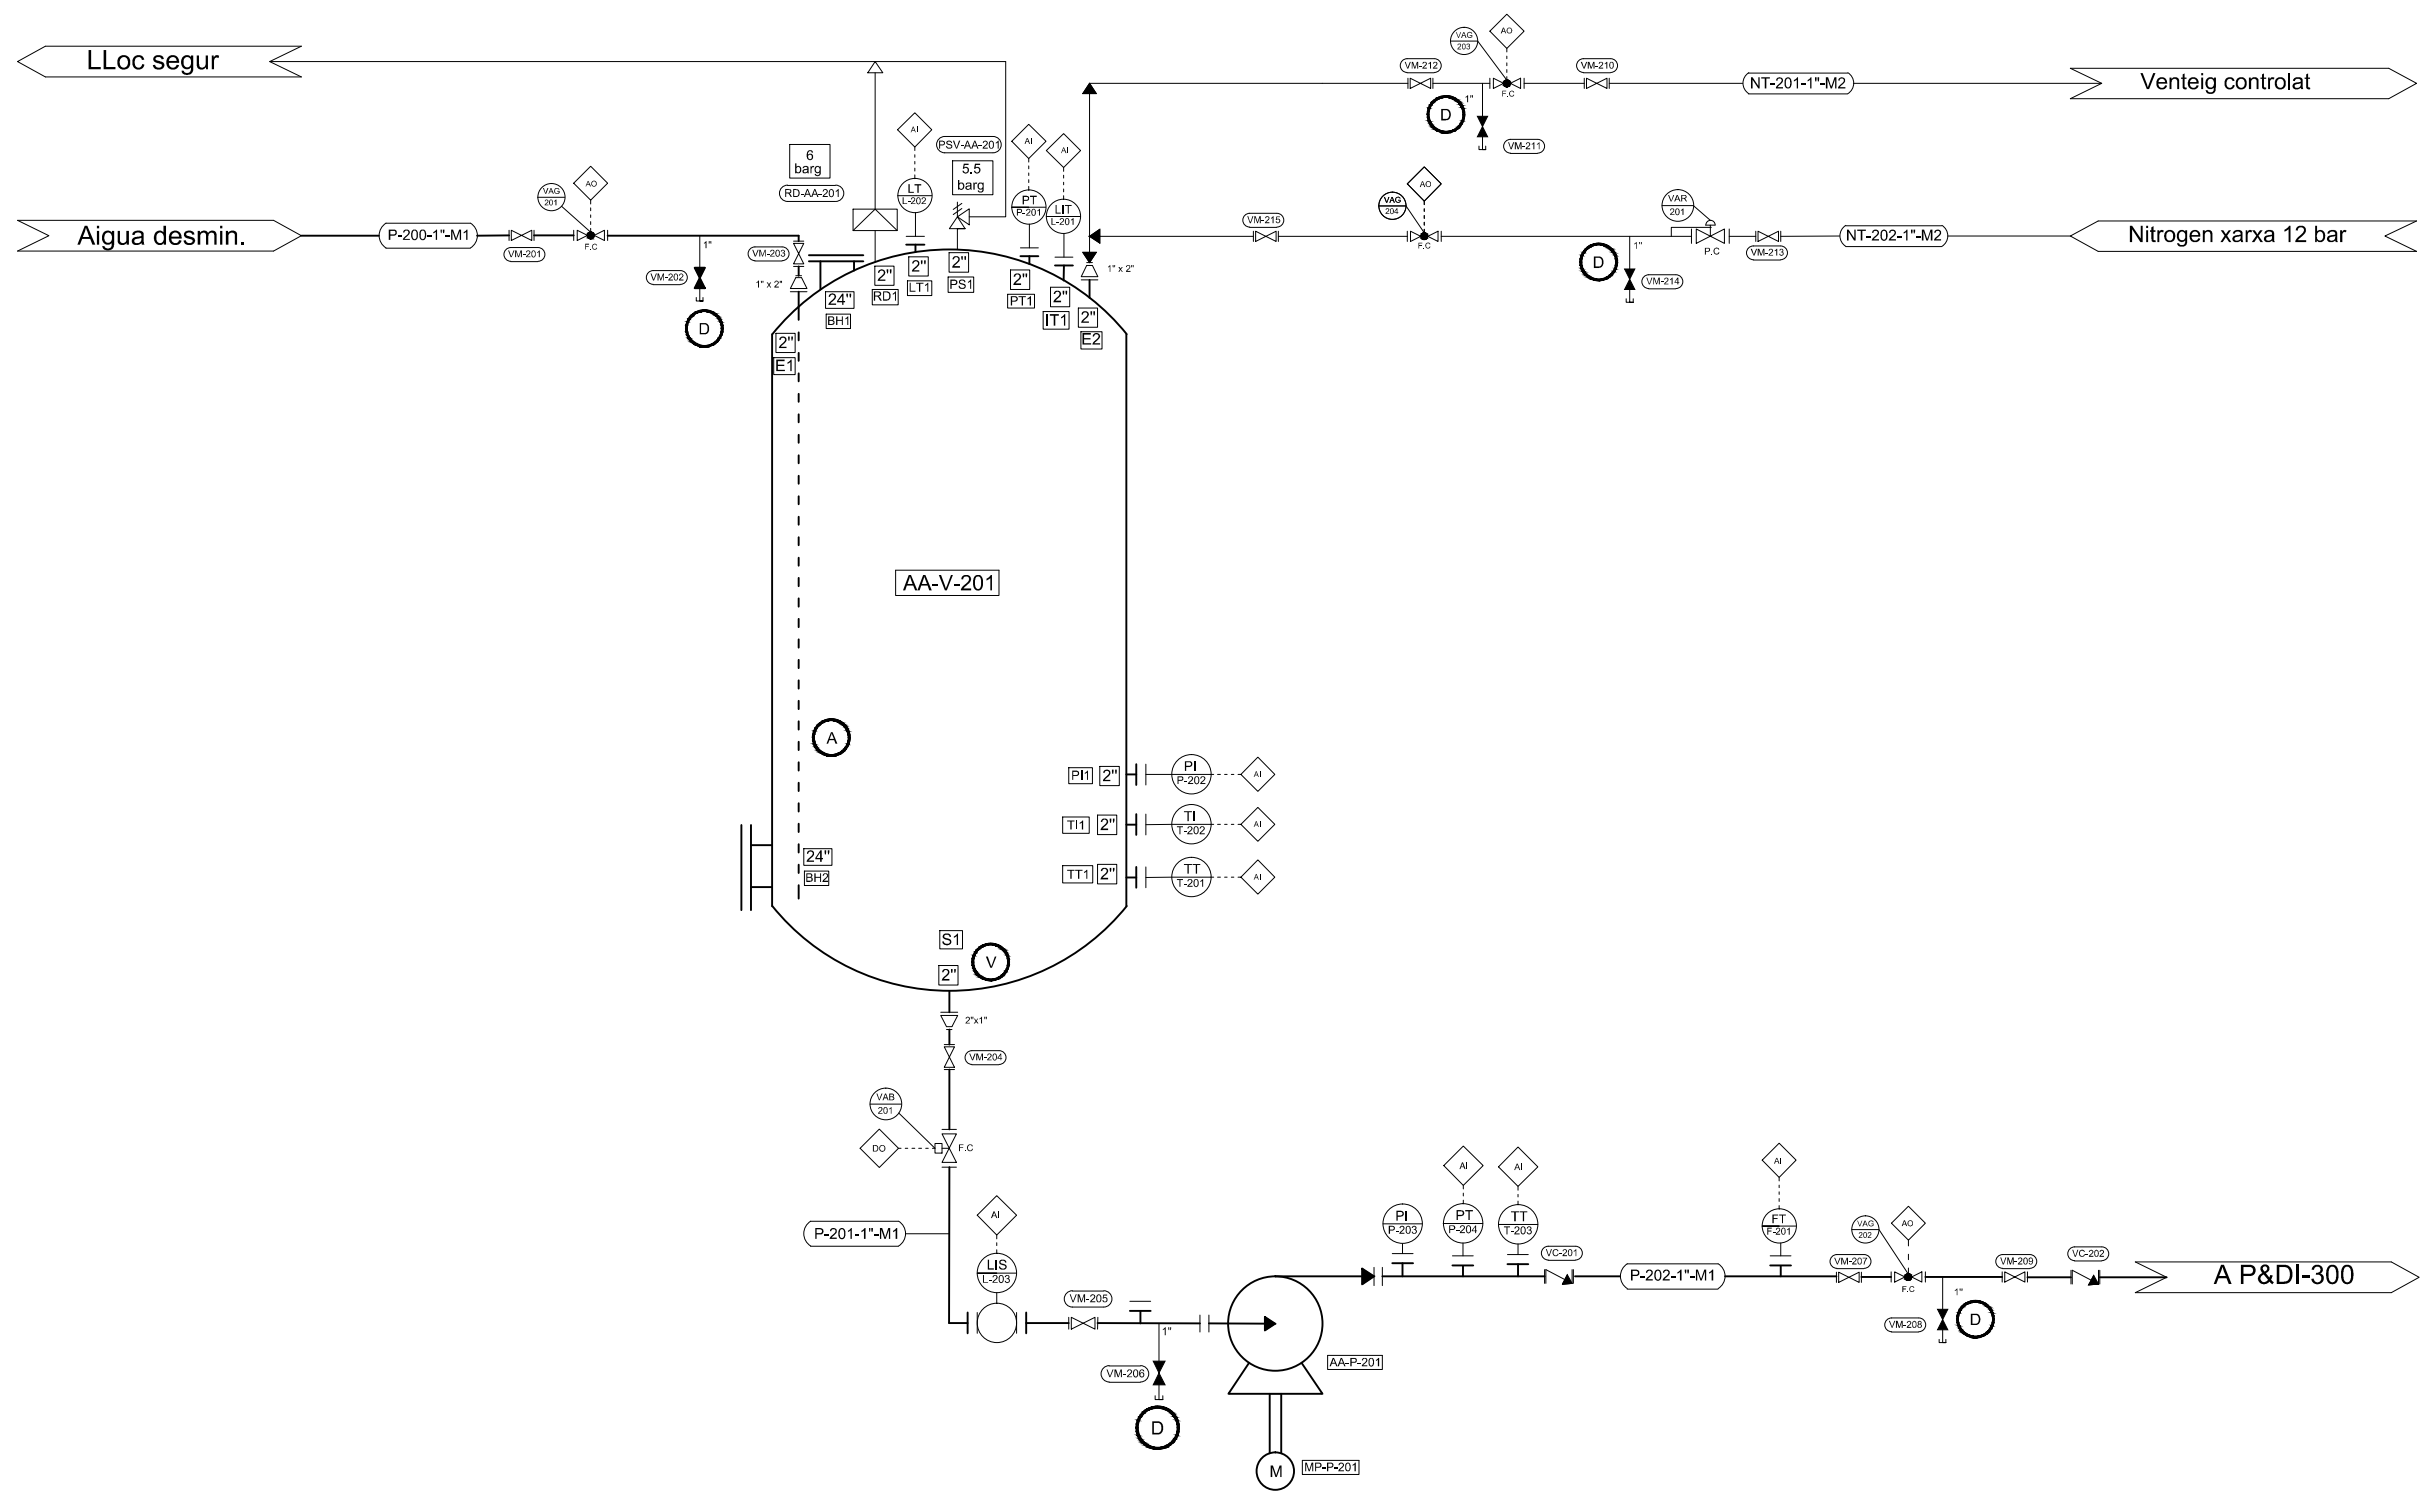 LLoc segur
VAG
203
AO
VM-212
VM-210
F.C
NT-201-1"-M2
Venteig controlat
D
1"
VM-211
6
barg
RD-AA-201
AI
LT
L-202
PSV-AA-201
5.5
barg
AI
PT
P-201
AI
LIT
L-201
Aigua desmin.
P-200-1"-M1
VM-201
VAG
201
AO
F.C
1"
VM-202
D
VM-203
1" x 2"
VM-215
VAG
204
AO
F.C
D
1"
VM-214
VAR
201
P.C
VM-213
NT-202-1"-M2
Nitrogen xarxa 12 bar
1" x 2"
2"
E1
24"
BH1
2"
RD1
2"
LT1
2"
PS1
2"
PT1
2"
IT1
2"
E2
AA-V-201
A
PI1
2"
PI
P-202
AI
TI1
2"
TI
T-202
AI
TT1
2"
TT
T-201
AI
24"
BH2
S1
2"
V
2"x1"
VM-204
VAB
201
DO
F.C
P-201-1"-M1
AI
LIS
L-203
VM-205
1"
VM-206
D
AA-P-201
M
MP-P-201
PI
P-203
AI
PT
P-204
AI
TT
T-203
VC-201
P-202-1"-M1
AI
FT
F-201
VM-207
VAG
202
AO
F.C
1"
VM-208
D
VM-209
VC-202
A P&DI-300